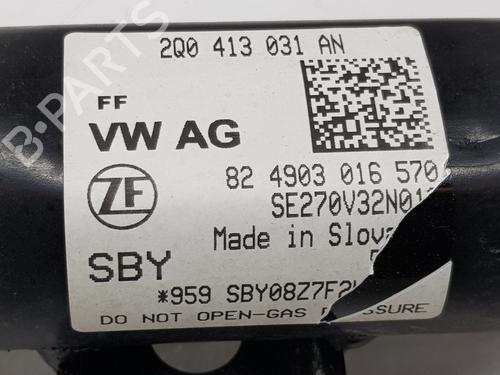 2Q0 413 031 AN
FF
VW AG
ZF
82 4903 016 570
SE270V32N01
Made in Slova
SBY
*959 SBY08Z7F2
DO NOT OPEN-GAS PRESSURE
B-PARTS